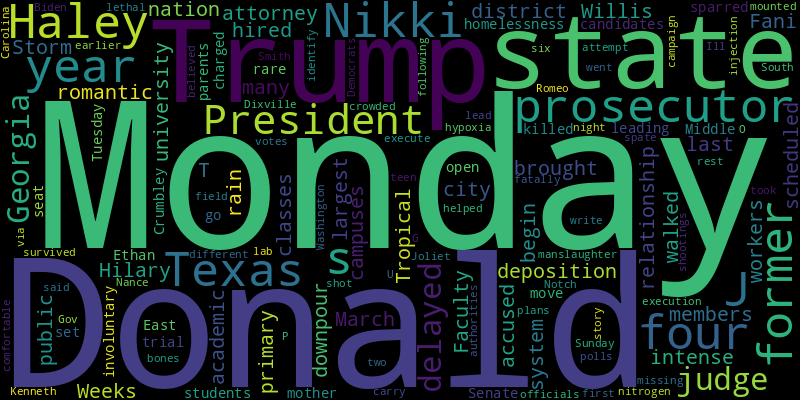 Haley
Biden
lethal
nation
attorney
Nikki
district
Willis
sparred
mounted
Carolina
Storm
earlier
hired
homelessness
candidates
Fani
Trump
state
year
believed
parents
charged
rare
Smith
identify
Democrats
following
six
attempt
campaign
Ill
injection
romantic
many
went
South
Romeo
Georgia
Tuesday
university
Dixville
crowded
President
prosecutor
scheduled
votes
execute
hypoxia
lead
killed
night
leading
Middle
O
Monday
spate
last
rest
seat
Crumbley
T
field
go
rain
classes
Washington
largest
campuses
teen
Tropical
G
open
city
helped
brought
fatally
write
relationship
walked
shootings
took
workers
former
via
survived
Ethan
different
lab
s
Joliet
U
begin
manslaughter
Hilary
Nance
Texas
shot
deposition
J
Donald
Notch
move
execution
comfortable
said
public
Gov
set
involuntary
East
trial
bones
academic
primary
P
downpour
March
two
delayed
Faculty
authorities
accused
system
plans
story
Sunday
polls
four
members
intense
missing
judge
Kenneth
Weeks
students
mother
carry
Senate
officials
first
nitrogen